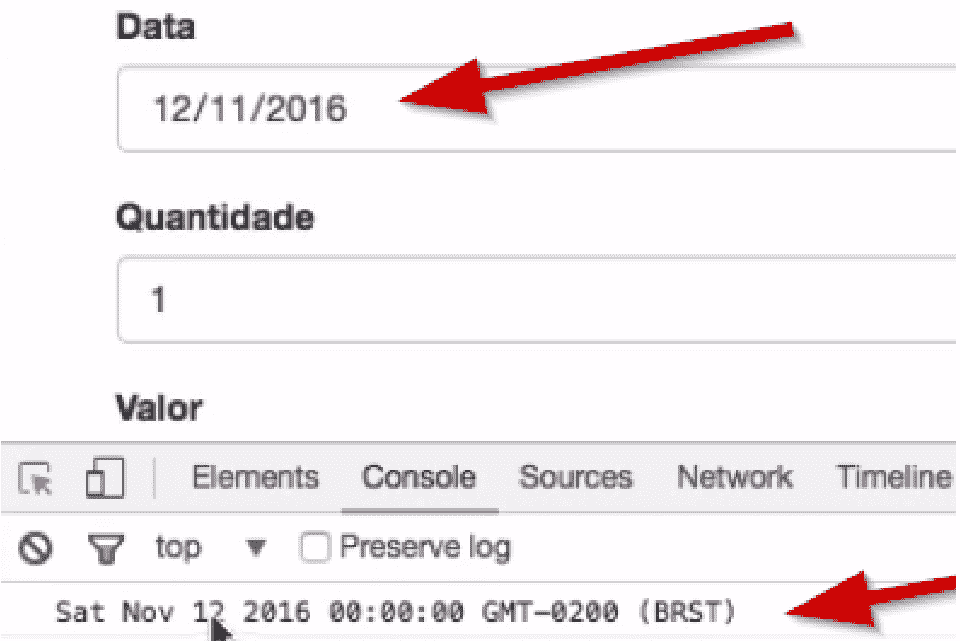 Data
12/11/2016
Quantidade
1
Valor
Elements Console Sources Network Timeline
top Preserve log
Sat Nov 12 2016 00:00:00 GMT-0200 (BRST)